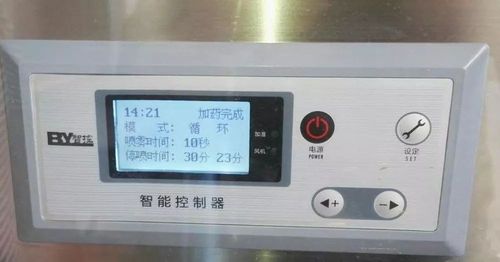 14:21 加药完成
模 式: 循 环
喷雾时间: 10秒
停喷时间: 30分 23分
加湿
风机
BY智控
智能控制器
电源
POWER
设定
SET
◀+
−▶